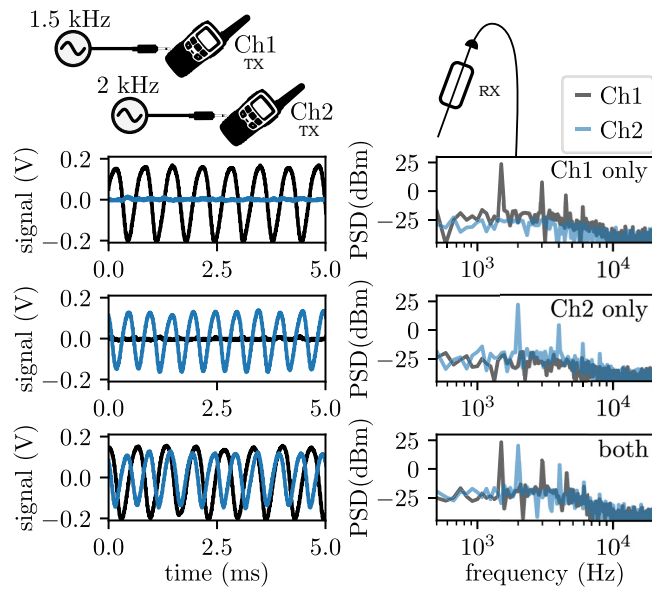 1.5 kHz
Ch1
TX
2 kHz
Ch2
TX
RX
Ch1
Ch2
signal (V)
0.2
0.0
−0.2
0.0
2.5
5.0
PSD(dBm)
25
−25
Ch1 only
10³
10⁴
signal (V)
0.2
0.0
−0.2
0.0
2.5
5.0
PSD(dBm)
25
0
−25
Ch2 only
10³
10⁴
signal (V)
0.2
0.0
−0.2
0.0
2.5
5.0
time (ms)
PSD(dBm)
25
0
−25
both
10³
10⁴
frequency (Hz)